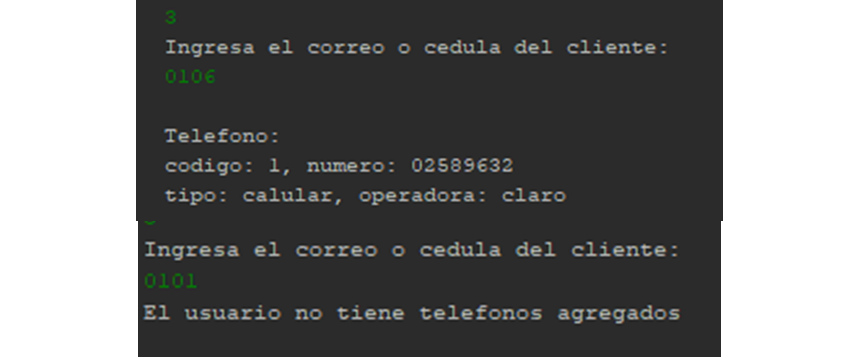 3
Ingresa el correo o cedula del cliente:
0106
Telefono:
codigo: 1, numero: 02589632
tipo: calular, operadora: claro
Ingresa el correo o cedula del cliente:
0101
El usuario no tiene telefonos agregados